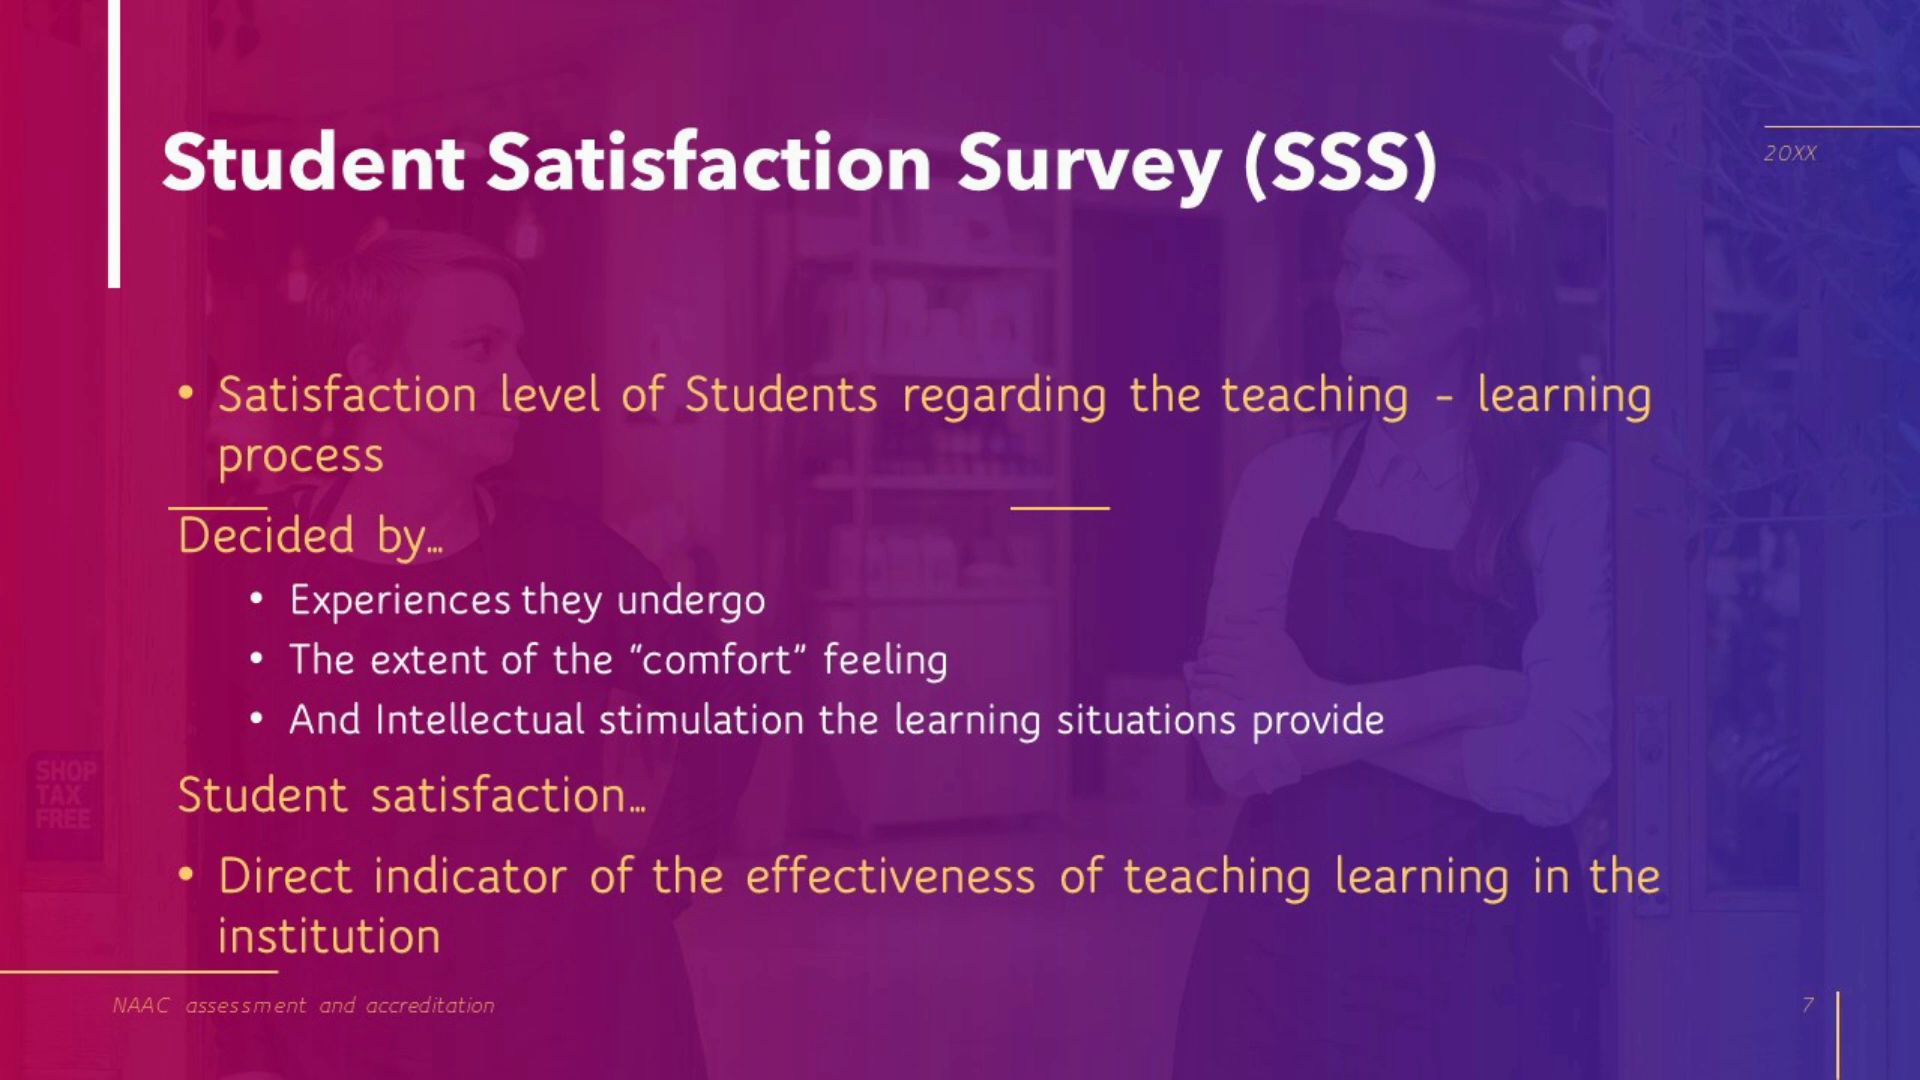 Student Satisfaction Survey (SSS)
20XX
• Satisfaction level of Students regarding the teaching - learning
process
Decided by…
• Experiences they undergo
• The extent of the “comfort” feeling
• And Intellectual stimulation the learning situations provide
SHOP
TAX
FREE
Student satisfaction…
• Direct indicator of the effectiveness of teaching learning in the
institution
NAAC assessment and accreditation
7